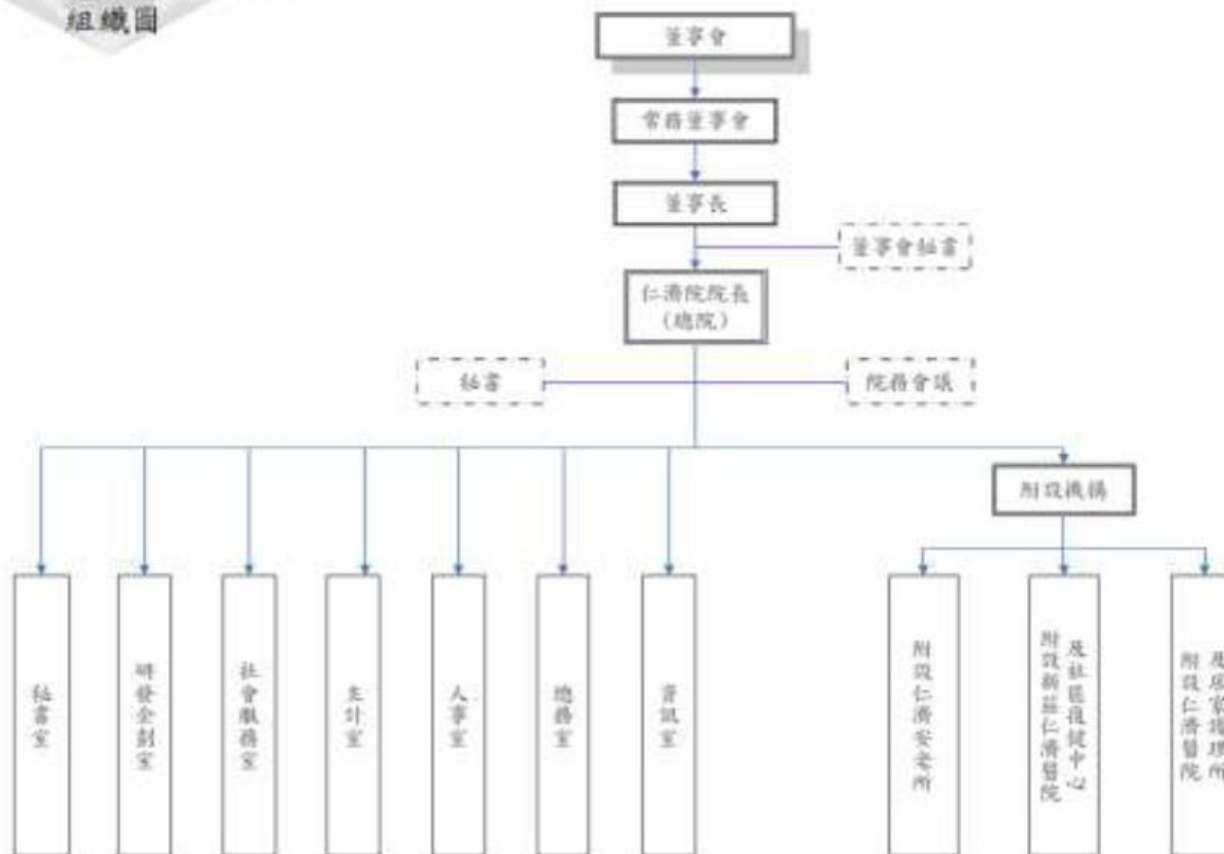 組織圖
董事會
常務董事會
董事長
董事會秘書
仁濟院院長
(總院)
秘書
院務會議
附設機構
秘書室
研發企劃室
社會服務室
主計室
人事室
總務室
資訊室
附設仁濟安老所
附設新莊仁濟醫院
及社區復健中心
附設仁濟醫院
及居家護理所